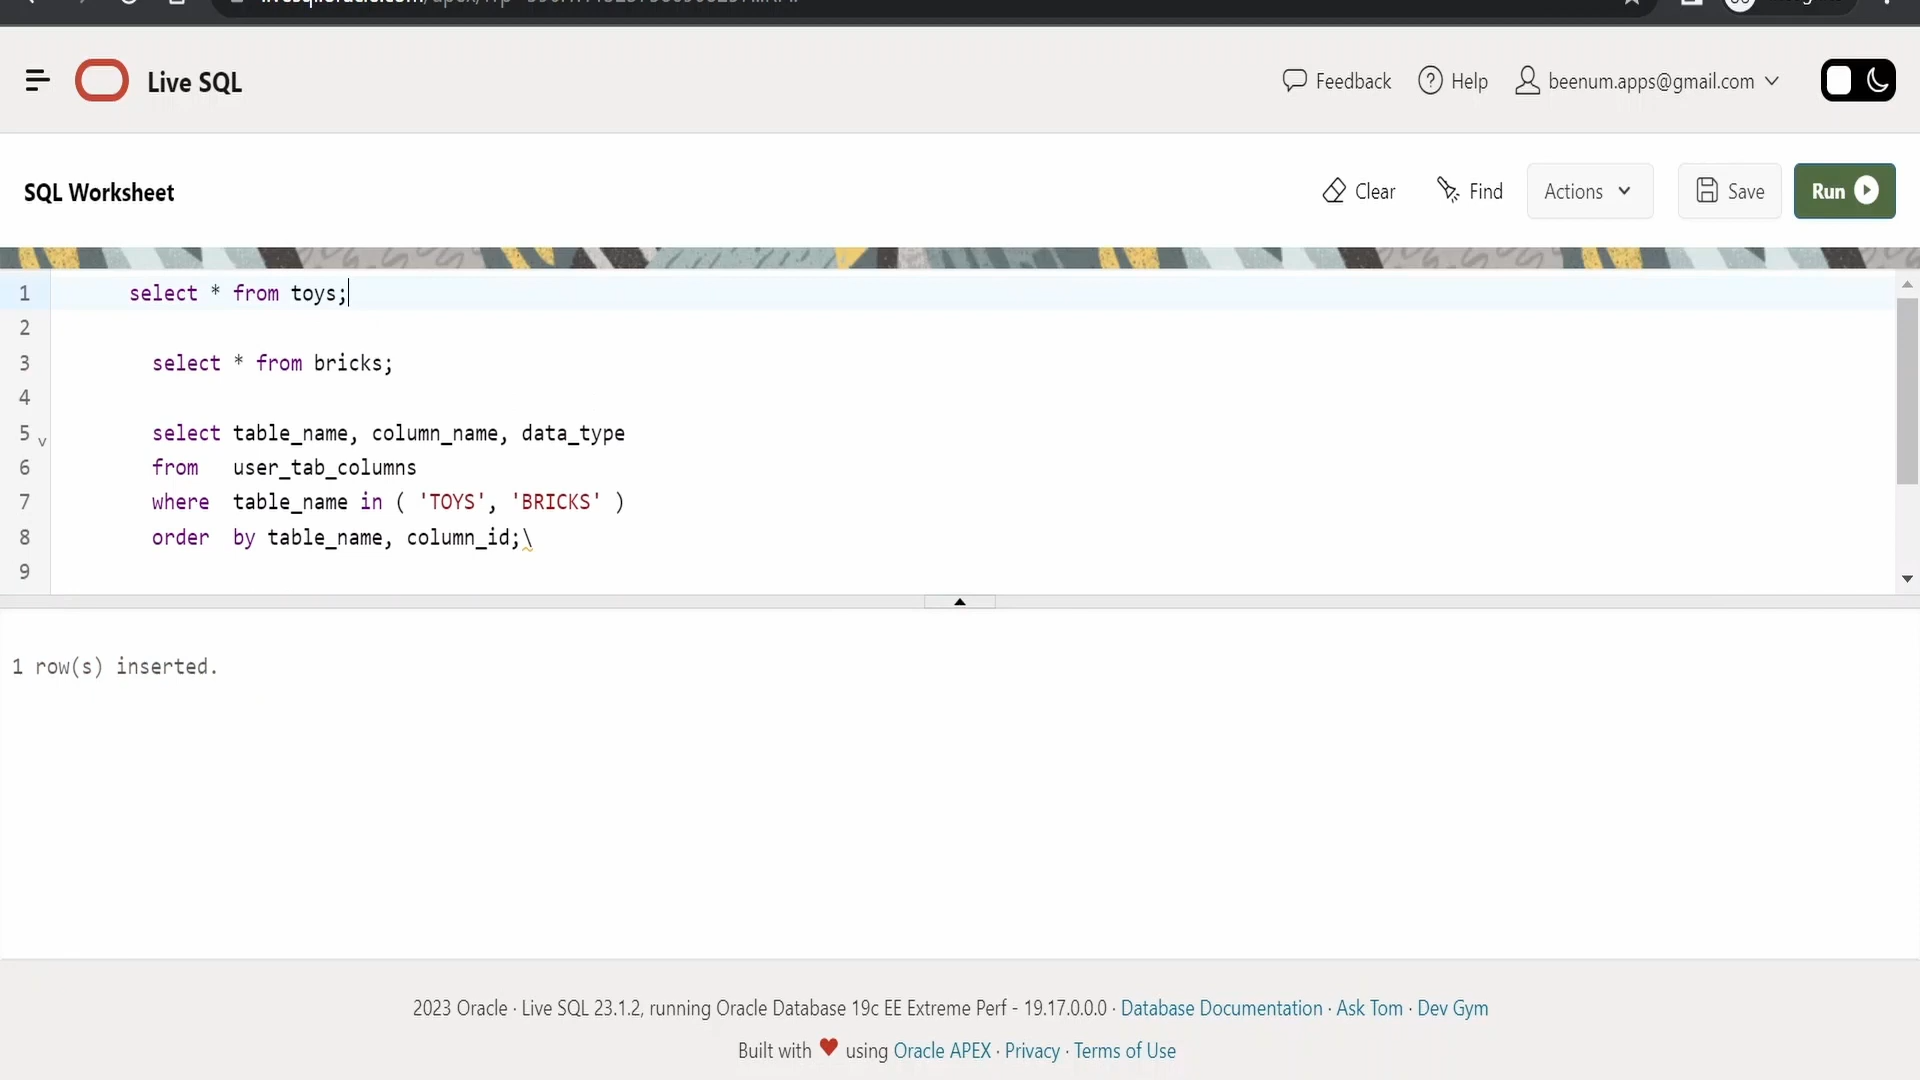 Live SQL
Feedback
Help
beenum.apps@gmail.com
SQL Worksheet
Clear
Find
Actions
Save
Run
1 select * from toys;
2
3 select * from bricks;
4
5 select table_name, column_name, data_type
6 from user_tab_columns
7 where table_name in ( 'TOYS', 'BRICKS' )
8 order by table_name, column_id;\
9
1 row(s) inserted.
2023 Oracle · Live SQL 23.1.2, running Oracle Database 19c EE Extreme Perf - 19.17.0.0.0 · Database Documentation · Ask Tom · Dev Gym
Built with ♥ using Oracle APEX · Privacy · Terms of Use